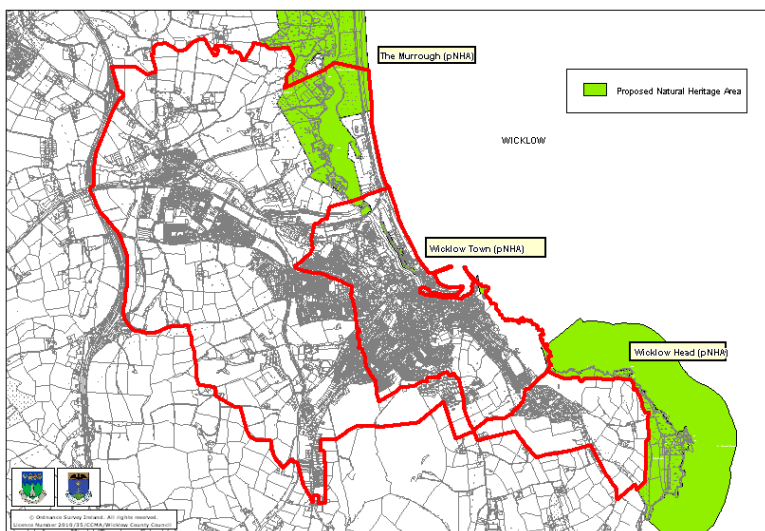 The Murrough (pNHA)
Proposed Natural Heritage Area
WICKLOW
Wicklow Town (pNHA)
Wicklow Head (pNHA)
© Ordnance Survey Ireland. All rights reserved.
License Number 2010/35/CCMA/Wicklow County Council